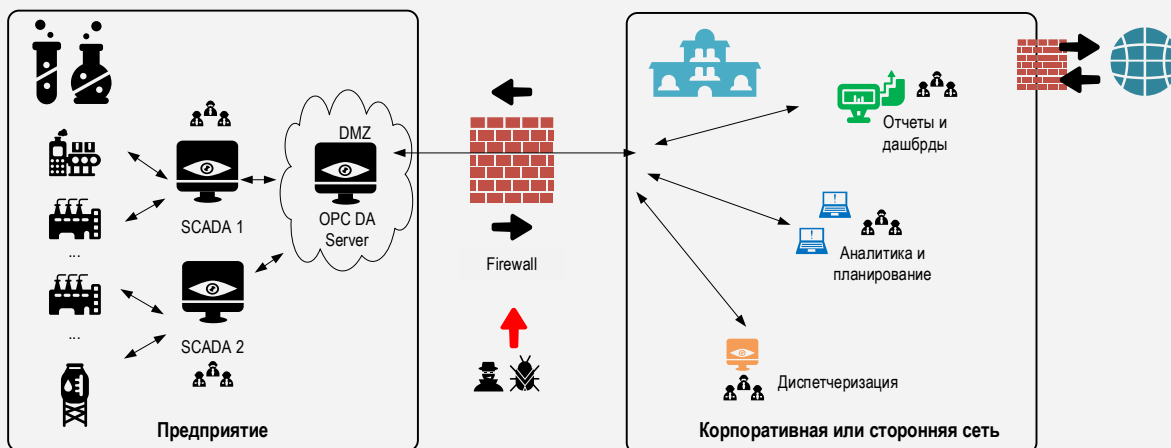 DMZ
OPC DA
Server
SCADA 1
...
...
SCADA 2
Предприятие
Firewall
Отчеты и
дашбрды
Аналитика и
планирование
Диспетчеризация
Корпоративная или сторонняя сеть